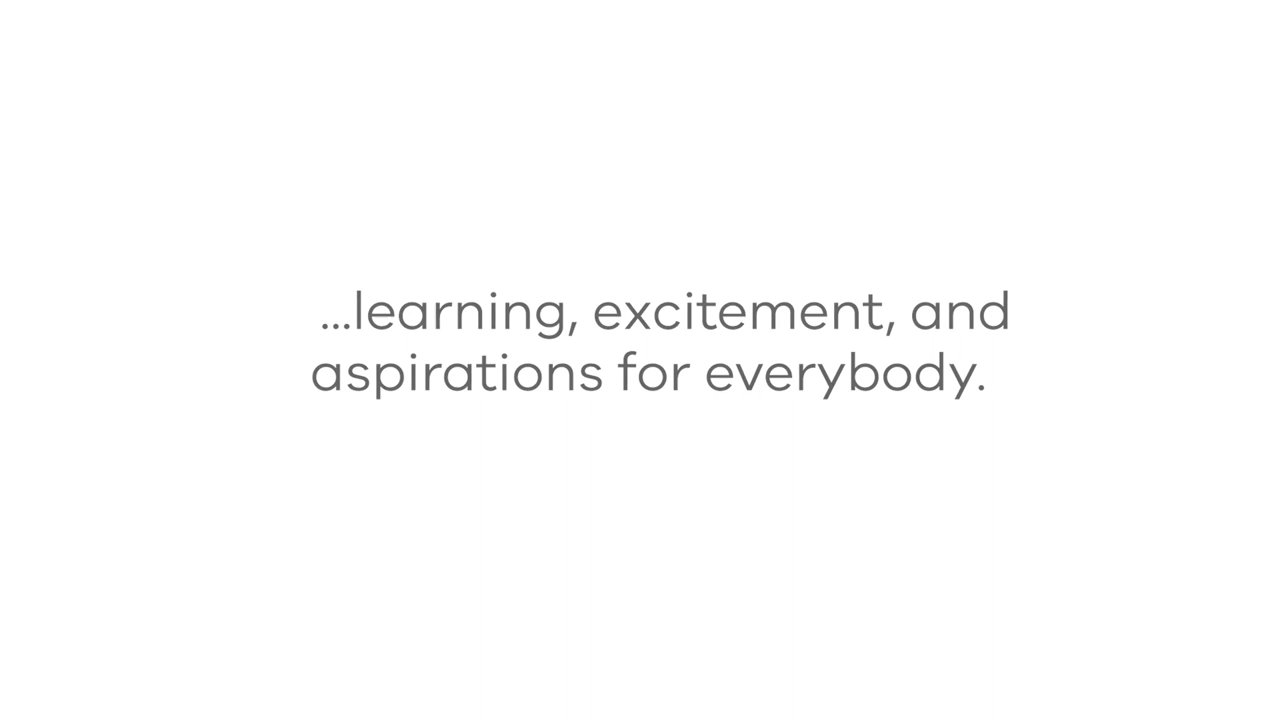 ...learning, excitement, and
aspirations for everybody.